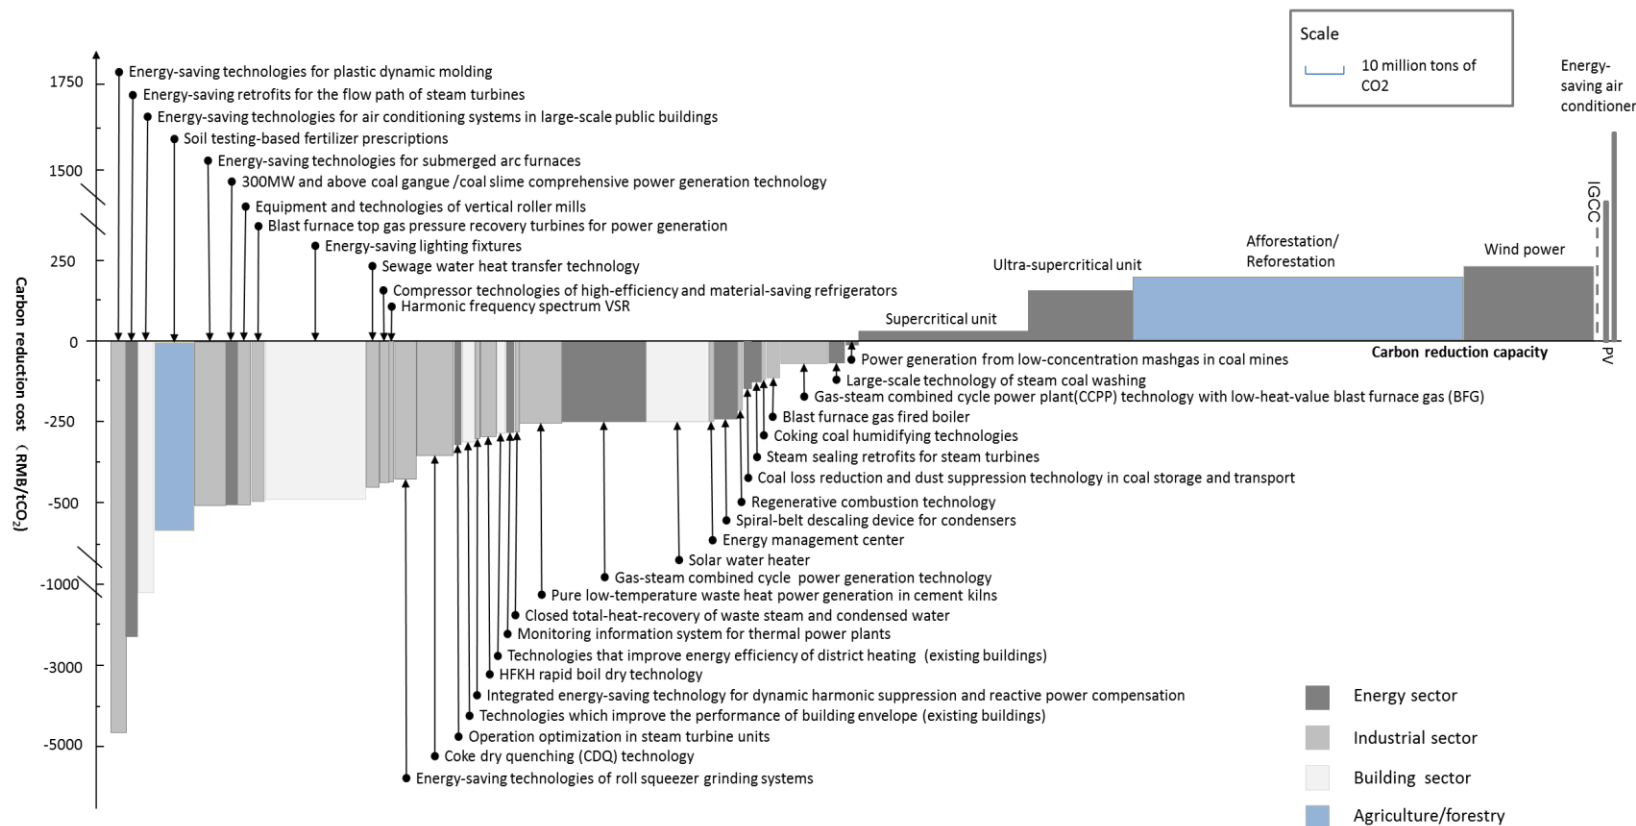 Scale
10 million tons of
CO2
Energy-
saving air
conditioner
1750
1500
250
0
-250
-500
-1000
-3000
-5000
Carbon reduction cost （RMB/tCO2)
Energy-saving technologies for plastic dynamic molding
Energy-saving retrofits for the flow path of steam turbines
Energy-saving technologies for air conditioning systems in large-scale public buildings
Soil testing-based fertilizer prescriptions
Energy-saving technologies for submerged arc furnaces
300MW and above coal gangue /coal slime comprehensive power generation technology
Equipment and technologies of vertical roller mills
Blast furnace top gas pressure recovery turbines for power generation
Energy-saving lighting fixtures
Sewage water heat transfer technology
Compressor technologies of high-efficiency and material-saving refrigerators
Harmonic frequency spectrum VSR
Supercritical unit
Ultra-supercritical unit
Afforestation/
Reforestation
Wind power
IGCC
PV
Carbon reduction capacity
Power generation from low-concentration mashgas in coal mines
Large-scale technology of steam coal washing
Gas-steam combined cycle power plant(CCPP) technology with low-heat-value blast furnace gas (BFG)
Blast furnace gas fired boiler
Coking coal humidifying technologies
Steam sealing retrofits for steam turbines
Coal loss reduction and dust suppression technology in coal storage and transport
Regenerative combustion technology
Spiral-belt descaling device for condensers
Energy management center
Solar water heater
Gas-steam combined cycle power generation technology
Pure low-temperature waste heat power generation in cement kilns
Closed total-heat-recovery of waste steam and condensed water
Monitoring information system for thermal power plants
Technologies that improve energy efficiency of district heating (existing buildings)
HFKH rapid boil dry technology
Integrated energy-saving technology for dynamic harmonic suppression and reactive power compensation
Technologies which improve the performance of building envelope (existing buildings)
Operation optimization in steam turbine units
Coke dry quenching (CDQ) technology
Energy-saving technologies of roll squeezer grinding systems
Energy sector
Industrial sector
Building sector
Agriculture/forestry